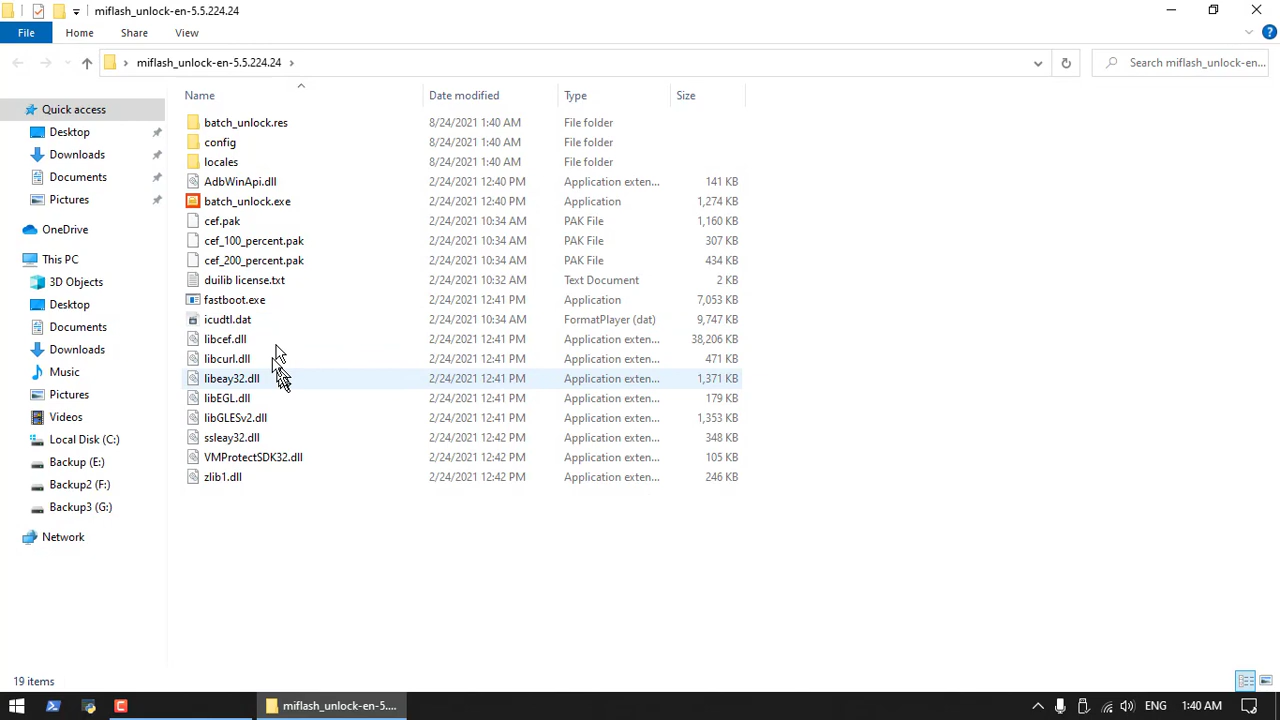 miflash_unlock-en-5.5.224.24
File Home Share View
miflash_unlock-en-5.5.224.24 Search miflash_unlock-en...
Name Date modified Type Size
Quick access
Desktop
Downloads
Documents
Pictures
OneDrive
This PC
3D Objects
Desktop
Documents
Downloads
Music
Pictures
Videos
Local Disk (C:)
Backup (E:)
Backup2 (F:)
Backup3 (G:)
Network
batch_unlock.res 8/24/2021 1:40 AM File folder
config 8/24/2021 1:40 AM File folder
locales 8/24/2021 1:40 AM File folder
AdbWinApi.dll 2/24/2021 12:40 PM Application exten... 141 KB
batch_unlock.exe 2/24/2021 12:40 PM Application 1,274 KB
cef.pak 2/24/2021 10:34 AM PAK File 1,160 KB
cef_100_percent.pak 2/24/2021 10:34 AM PAK File 307 KB
cef_200_percent.pak 2/24/2021 10:34 AM PAK File 434 KB
duilib license.txt 2/24/2021 10:32 AM Text Document 2 KB
fastboot.exe 2/24/2021 12:41 PM Application 7,053 KB
icudtl.dat 2/24/2021 10:34 AM FormatPlayer (dat) 9,747 KB
libcef.dll 2/24/2021 12:41 PM Application exten... 38,206 KB
libcurl.dll 2/24/2021 12:41 PM Application exten... 471 KB
libeay32.dll 2/24/2021 12:41 PM Application exten... 1,371 KB
libEGL.dll 2/24/2021 12:41 PM Application exten... 179 KB
libGLESv2.dll 2/24/2021 12:41 PM Application exten... 1,353 KB
ssleay32.dll 2/24/2021 12:42 PM Application exten... 348 KB
VMProtectSDK32.dll 2/24/2021 12:42 PM Application exten... 105 KB
zlib1.dll 2/24/2021 12:42 PM Application exten... 246 KB
19 items
miflash_unlock-en-5.... ENG 1:40 AM